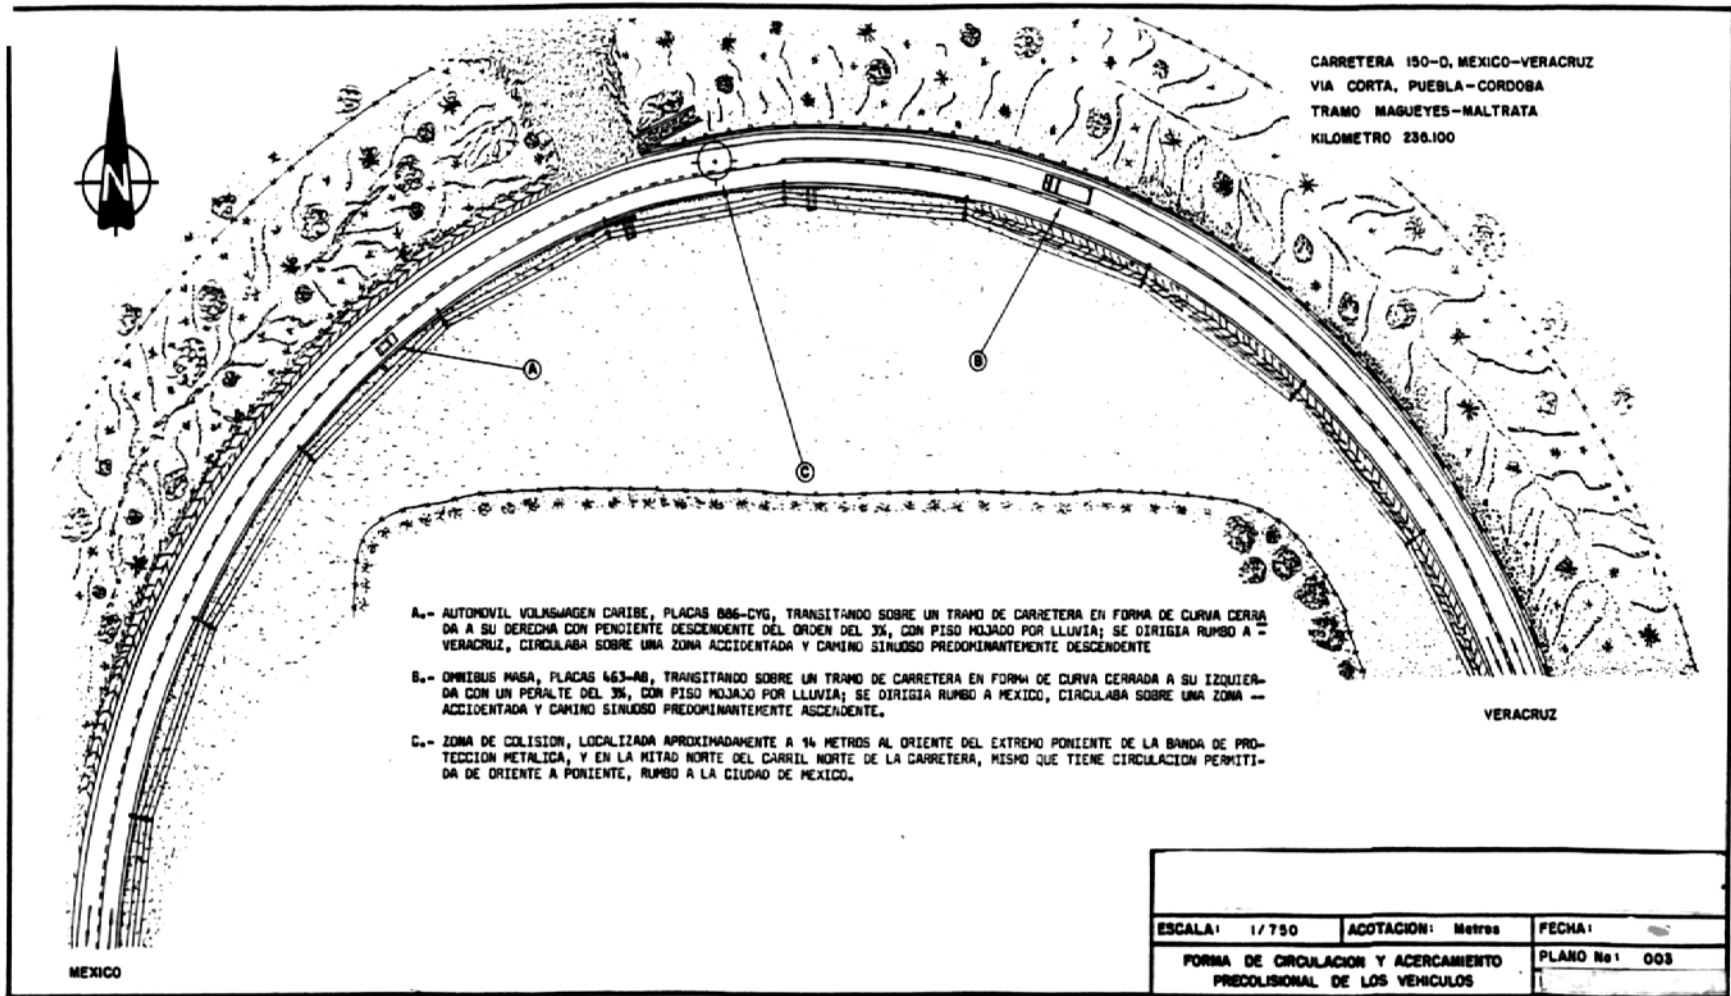 CARRETERA 150-D, MEXICO-VERACRUZ
VIA CORTA, PUEBLA-CORDOBA
TRAMO MAGUEYES-MALTRATA
KILOMETRO 236.100
N
A
B
C
A.- AUTOMOVIL VOLKSWAGEN CARIBE, PLACAS 886-CYG, TRANSITANDO SOBRE UN TRAMO DE CARRETERA EN FORMA DE CURVA CERRA
DA A SU DERECHA CON PENDIENTE DESCENDENTE DEL ORDEN DEL 3%, CON PISO MOJADO POR LLUVIA; SE DIRIGIA RUMBO A -
VERACRUZ, CIRCULABA SOBRE UNA ZONA ACCIDENTADA Y CAMINO SINUOSO PREDOMINANTEMENTE DESCENDENTE
B.- OMNIBUS MASA, PLACAS 463-AB, TRANSITANDO SOBRE UN TRAMO DE CARRETERA EN FORMA DE CURVA CERRADA A SU IZQUIER-
DA CON UN PERALTE DEL 3%, CON PISO MOJADO POR LLUVIA; SE DIRIGIA RUMBO A MEXICO, CIRCULABA SOBRE UNA ZONA --
ACCIDENTADA Y CAMINO SINUOSO PREDOMINANTEMENTE ASCENDENTE.
C.- ZONA DE COLISION, LOCALIZADA APROXIMADAMENTE A 14 METROS AL ORIENTE DEL EXTREMO PONIENTE DE LA BANDA DE PRO-
TECCION METALICA, Y EN LA MITAD NORTE DEL CARRIL NORTE DE LA CARRETERA, MISMO QUE TIENE CIRCULACION PERMITI-
DA DE ORIENTE A PONIENTE, RUMBO A LA CIUDAD DE MEXICO.
VERACRUZ
MEXICO
ESCALA: 1/750 ACOTACION: Metros FECHA:
FORMA DE CIRCULACION Y ACERCAMIENTO
PRECOLISIONAL DE LOS VEHICULOS
PLANO No: 003